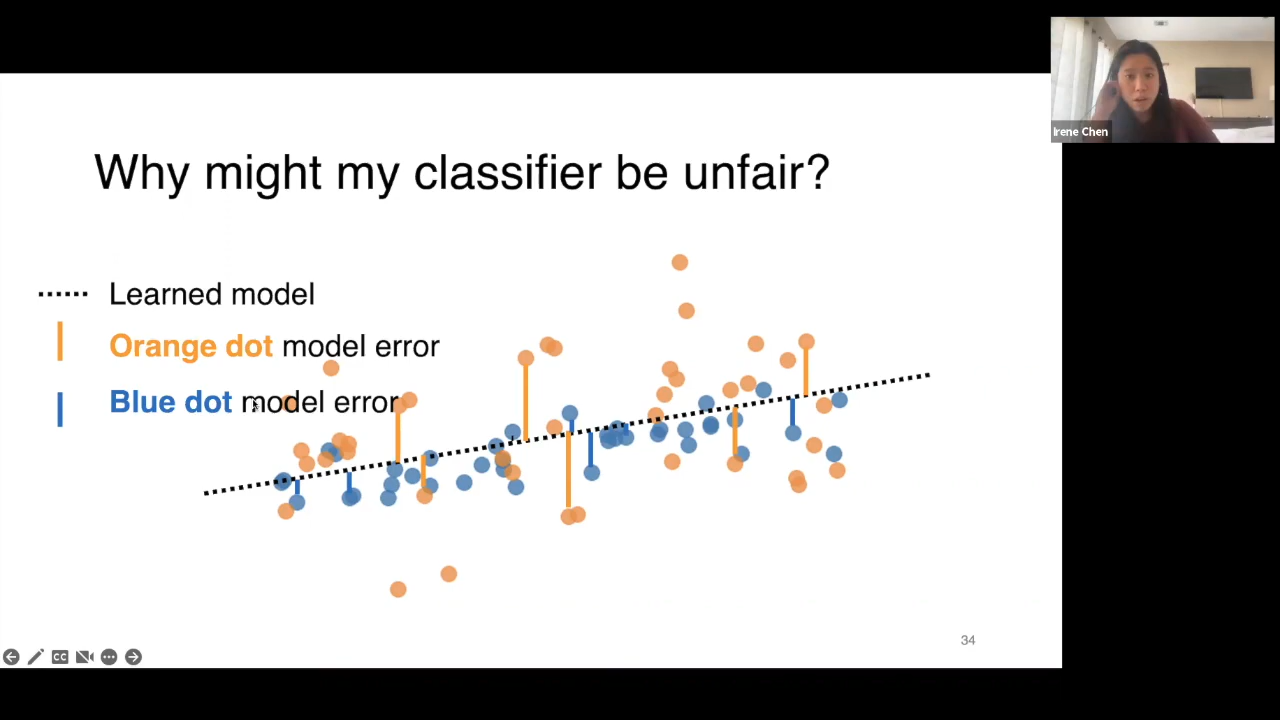 Irene Chen
Why might my classifier be unfair?
Learned model
Orange dot model error
Blue dot model error
34
CC